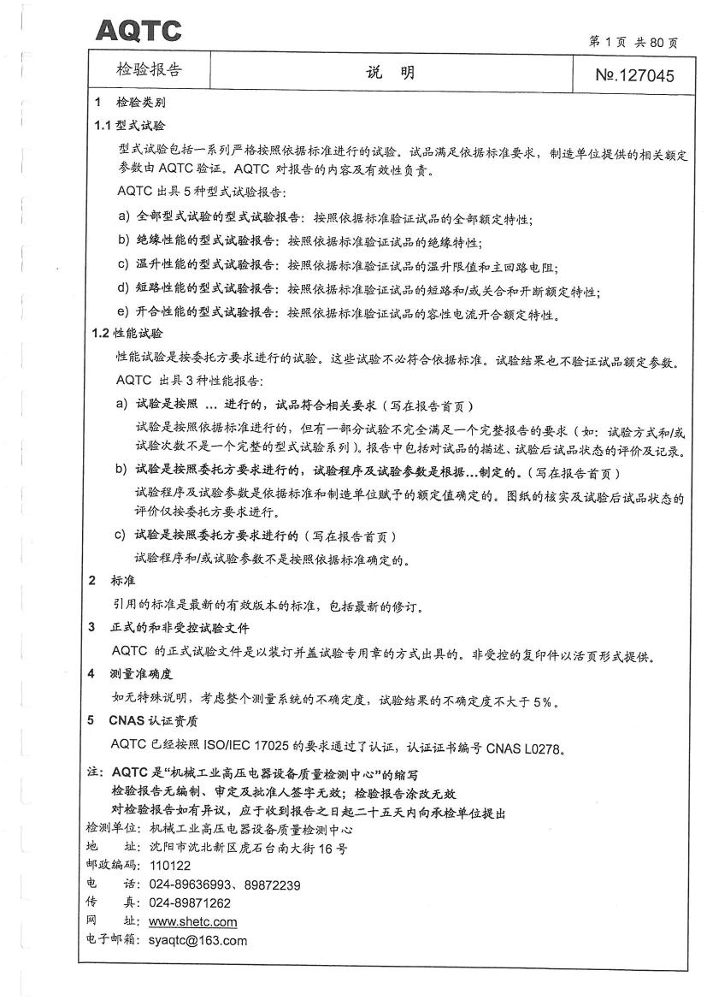 AQTC
第 1 页 共 80 页
检验报告
说 明
№.127045
1 检验类别
1.1 型式试验
型式试验包括一系列严格按照依据标准进行的试验。试品满足依据标准要求，制造单位提供的相关额定
参数由 AQTC 验证。AQTC 对报告的内容及有效性负责。
AQTC 出具 5 种型式试验报告：
a) 全部型式试验的型式试验报告：按照依据标准验证试品的全部额定特性；
b) 绝缘性能的型式试验报告：按照依据标准验证试品的绝缘特性；
c) 温升性能的型式试验报告：按照依据标准验证试品的温升限值和主回路电阻；
d) 短路性能的型式试验报告：按照依据标准验证试品的短路和/或关合和开断额定特性；
e) 开合性能的型式试验报告：按照依据标准验证试品的容性电流开合额定特性。
1.2 性能试验
性能试验是按委托方要求进行的试验。这些试验不必符合依据标准。试验结果也不验证试品额定参数。
AQTC 出具 3 种性能报告：
a) 试验是按照 … 进行的，试品符合相关要求（写在报告首页）
试验是按照依据标准进行的，但有一部分试验不完全满足一个完整报告的要求（如：试验方式和/或
试验次数不是一个完整的型式试验系列）。报告中包括对试品的描述、试验后试品状态的评价及记录。
b) 试验是按照委托方要求进行的，试验程序及试验参数是根据…制定的。（写在报告首页）
试验程序及试验参数是依据标准和制造单位赋予的额定值确定的。图纸的核实及试验后试品状态的
评价仅按委托方要求进行。
c) 试验是按照委托方要求进行的（写在报告首页）
试验程序和/或试验参数不是按照依据标准确定的。
2 标准
引用的标准是最新的有效版本的标准，包括最新的修订。
3 正式的和非受控试验文件
AQTC 的正式试验文件是以装订并盖试验专用章的方式出具的。非受控的复印件以活页形式提供。
4 测量准确度
如无特殊说明，考虑整个测量系统的不确定度，试验结果的不确定度不大于 5%。
5 CNAS 认证资质
AQTC 已经按照 ISO/IEC 17025 的要求通过了认证，认证证书编号 CNAS L0278。
注：AQTC 是“机械工业高压电器设备质量检测中心”的缩写
检验报告无编制、审定及批准人签字无效；检验报告涂改无效
对检验报告如有异议，应于收到报告之日起二十五天内向承检单位提出
检测单位：机械工业高压电器设备质量检测中心
地 址：沈阳市沈北新区虎石台南大街 16 号
邮政编码：110122
电 话：024-89636993、89872239
传 真：024-89871262
网 址：www.shetc.com
电子邮箱：syaqtc@163.com